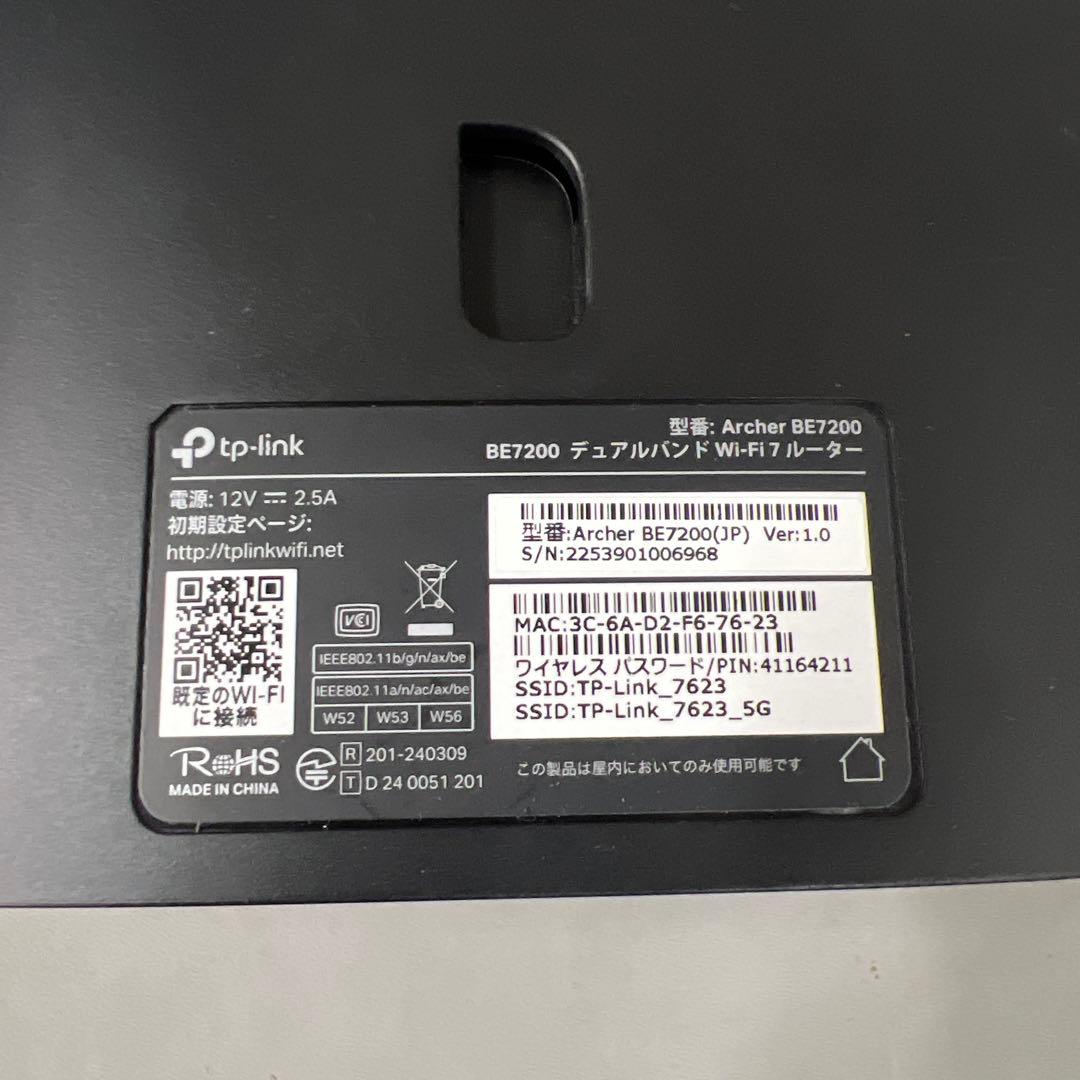 tp-link
型番: Archer BE7200
BE7200 デュアルバンド Wi-Fi 7 ルーター
電源: 12V ⎓ 2.5A
初期設定ページ:
http://tplinkwifi.net
型番:Archer BE7200(JP) Ver:1.0
S/N:2253901006968
MAC:3C-6A-D2-F6-76-23
ワイヤレス パスワード/PIN:41164211
SSID:TP-Link_7623
SSID:TP-Link_7623_5G
既定のWI-FI
に接続
VCI
IEEE802.11b/g/n/ax/be
IEEE802.11a/n/ac/ax/be
W52 W53 W56
RoHS
MADE IN CHINA
R 201-240309
T D 24 0051 201
この製品は屋内においてのみ使用可能です